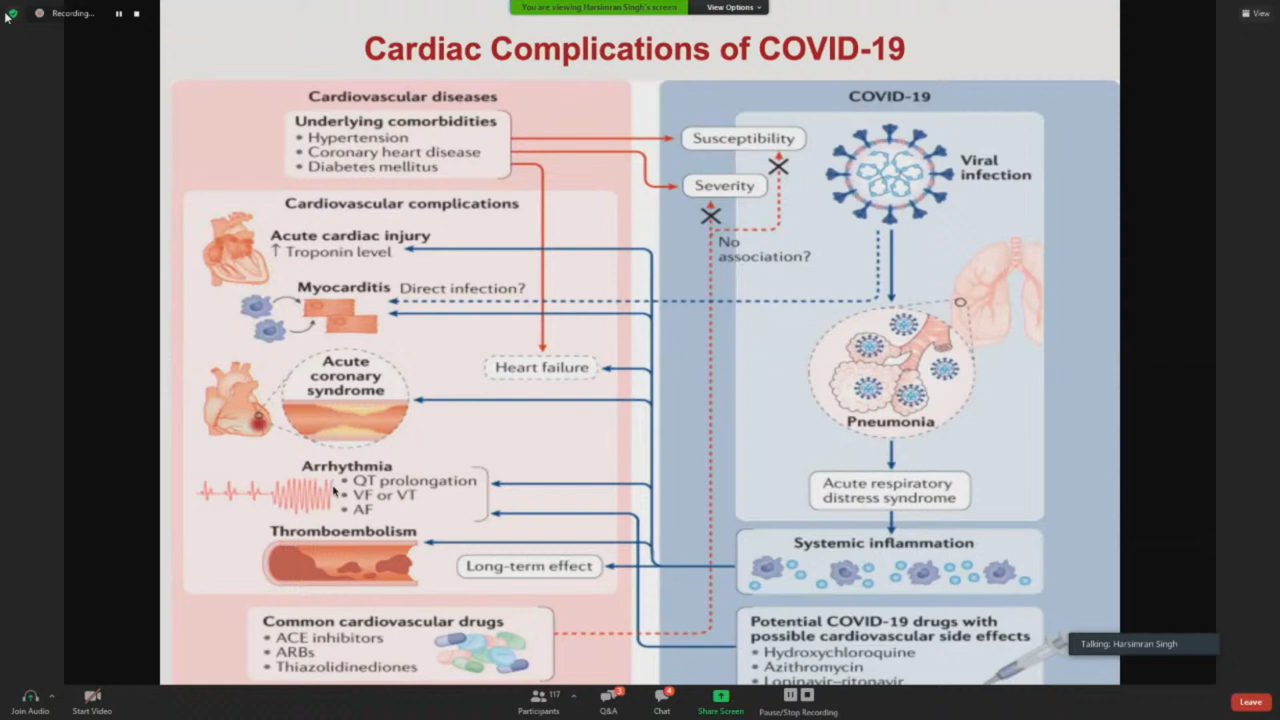 Recording...
You are viewing Harsimran Singh's screen
View Options
View
Cardiac Complications of COVID-19
Cardiovascular diseases
Underlying comorbidities
• Hypertension
• Coronary heart disease
• Diabetes mellitus
Cardiovascular complications
Acute cardiac injury
↑ Troponin level
Myocarditis Direct infection?
Heart failure
Acute
coronary
syndrome
Arrhythmia
• QT prolongation
• VF or VT
• AF
Thromboembolism
Long-term effect
Common cardiovascular drugs
• ACE inhibitors
• ARBs
• Thiazolidinediones
COVID-19
Susceptibility
Severity
No
association?
Viral
infection
Pneumonia
Acute respiratory
distress syndrome
Systemic inflammation
Potential COVID-19 drugs with
possible cardiovascular side effects
• Hydroxychloroquine
• Azithromycin
• Lopinavir–ritonavir
Talking: Harsimran Singh
Join Audio
Start Video
117
Participants
3
Q&A
4
Chat
Share Screen
Pause/Stop Recording
Leave